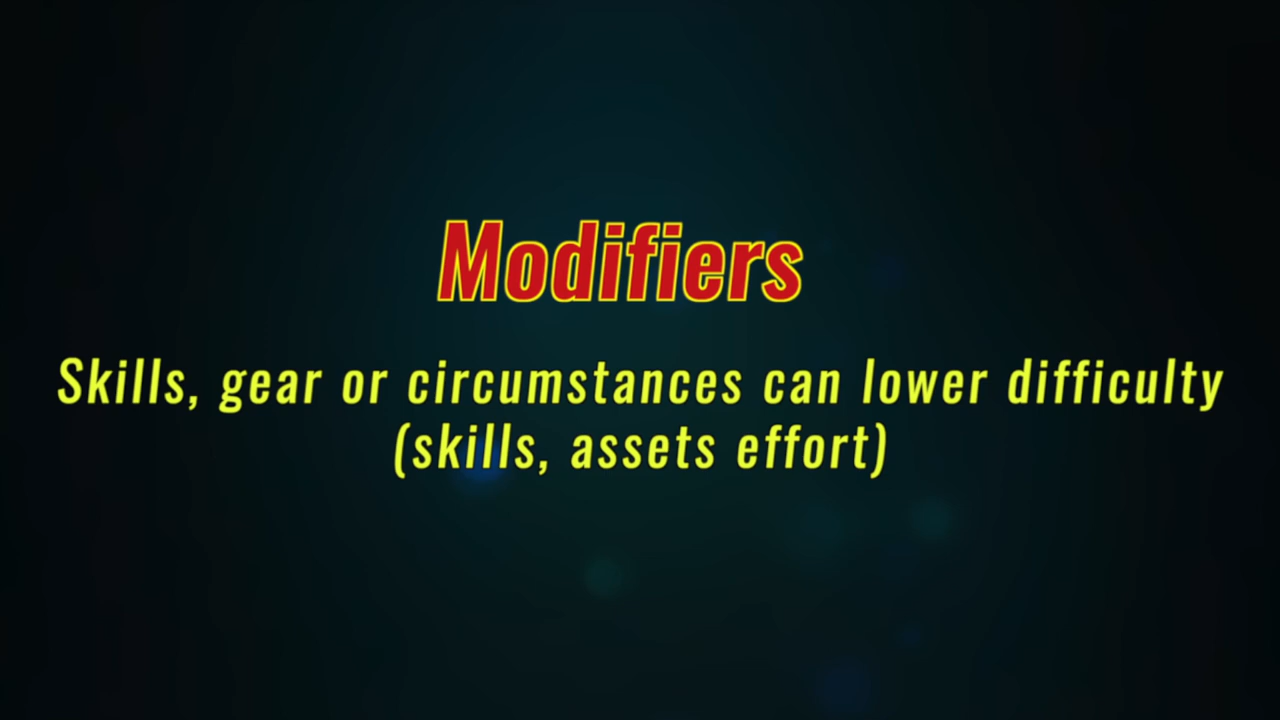 Modifiers
Skills, gear or circumstances can lower difficulty
(skills, assets effort)